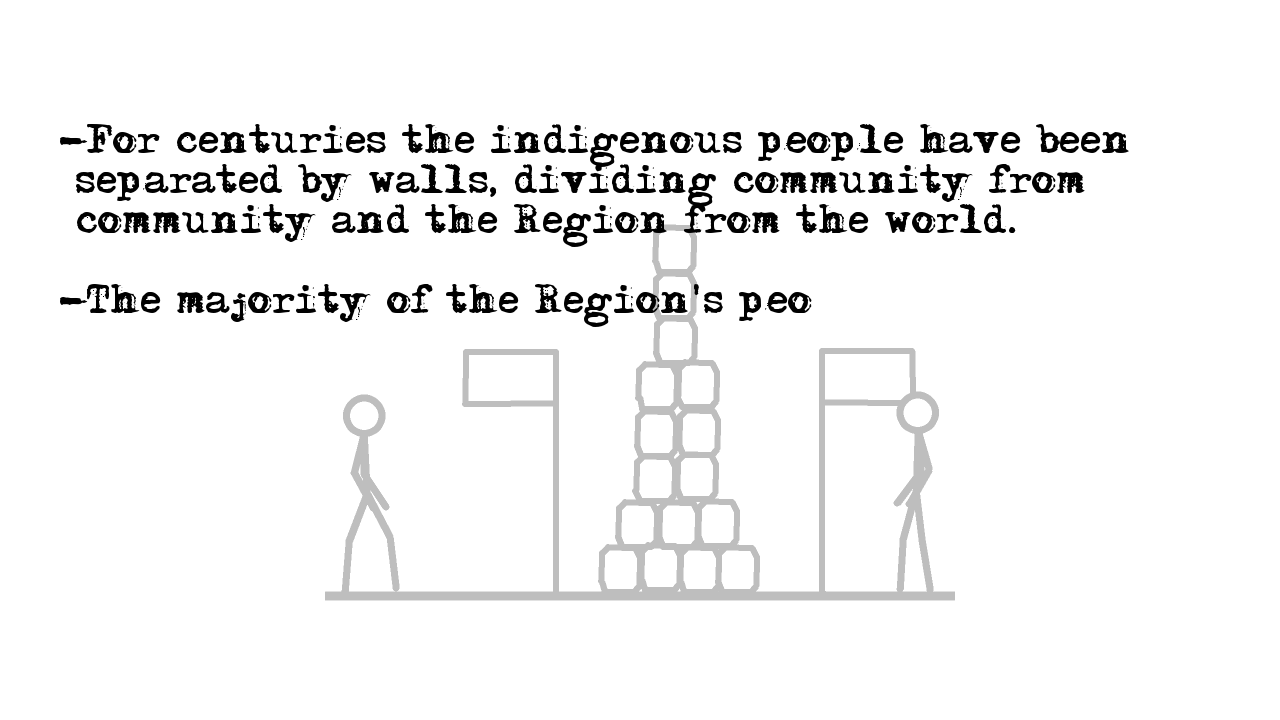 -For centuries the indigenous people have been
separated by walls, dividing community from
community and the Region from the world.
-The majority of the Region's peo